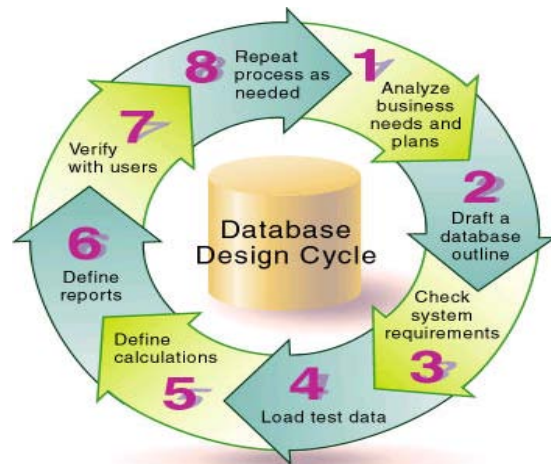 Database
Design Cycle
1
Analyze
business
needs and
plans
2
Draft a
database
outline
Check
system
requirements
3
4
Load test data
Define
calculations
5
6
Define
reports
7
Verify
with users
8
Repeat
process as
needed